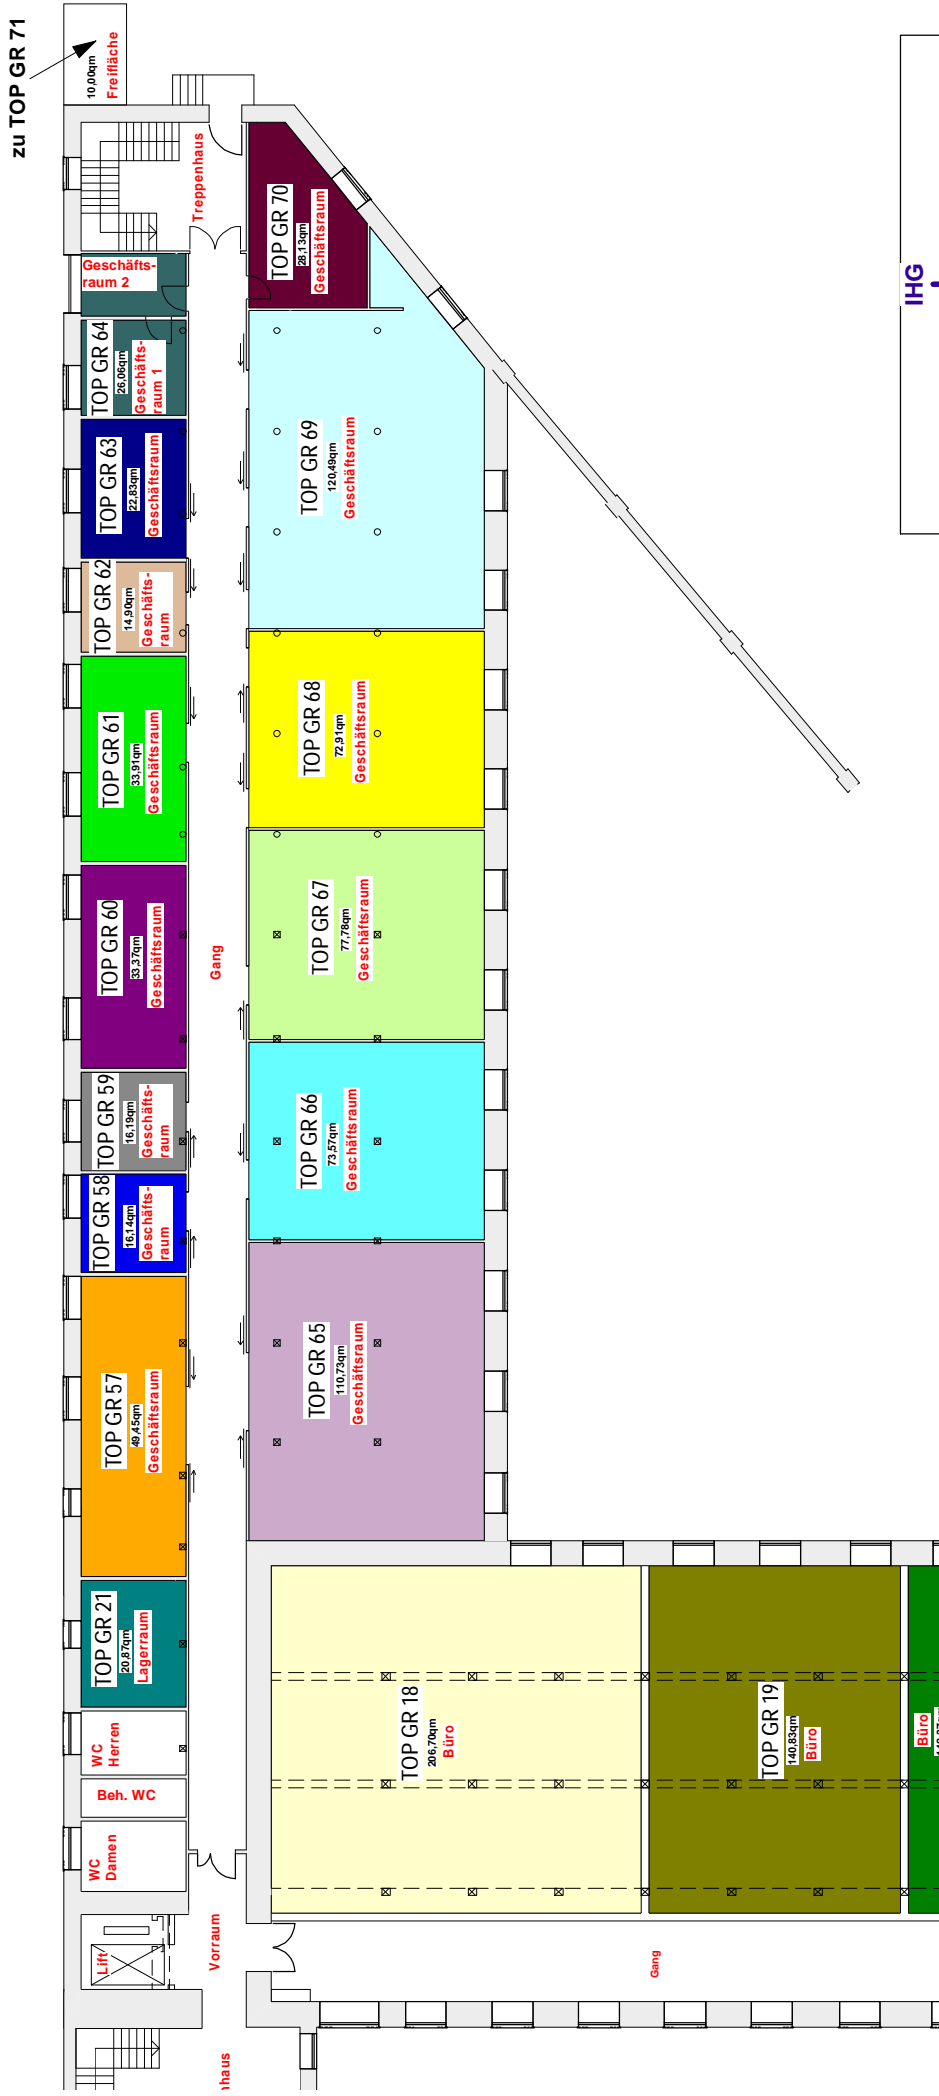 zu TOP GR 71
10,00qm
Freifläche
Treppenhaus
Geschäfts-
raum 2
TOP GR 64
26,06qm
Geschäfts-
raum 1
TOP GR 63
22,83qm
Geschäftsraum
TOP GR 62
14,90qm
Geschäfts-
raum
TOP GR 61
33,91qm
Geschäftsraum
TOP GR 60
33,37qm
Geschäftsraum
TOP GR 59
16,19qm
Geschäfts-
raum
TOP GR 58
16,14qm
Geschäfts-
raum
TOP GR 57
49,45qm
Geschäftsraum
TOP GR 21
20,87qm
Lagerraum
WC
Herren
Beh. WC
WC
Damen
Lift
Vorraum
nhaus
Gang
TOP GR 70
28,13qm
Geschäftsraum
TOP GR 69
120,49qm
Geschäftsraum
TOP GR 68
72,91qm
Geschäftsraum
TOP GR 67
77,78qm
Geschäftsraum
TOP GR 66
73,57qm
Geschäftsraum
TOP GR 65
110,73qm
Geschäftsraum
TOP GR 18
206,70qm
Büro
TOP GR 19
140,83qm
Büro
Büro
Gang
IHG